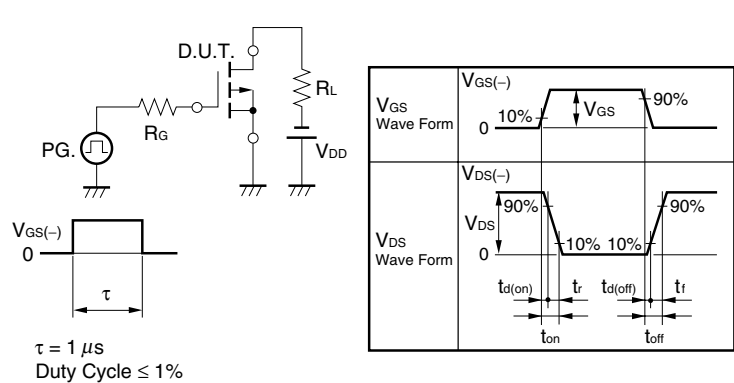 D.U.T.
RL
RG
PG.
VDD
VGS(−)
0
τ
τ = 1 μs
Duty Cycle ≤ 1%
VGS
Wave Form
VGS(−)
10%
VGS
90%
0
VDS
Wave Form
VDS(−)
90%
VDS
10%
10%
90%
0
td(on)
tr
td(off)
tf
ton
toff